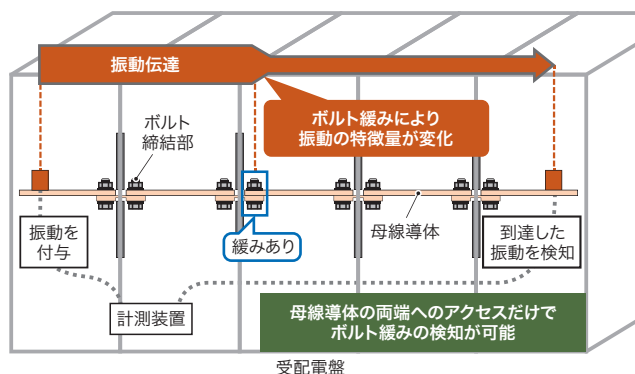 振動伝達
ボルト緩みにより
振動の特徴量が変化
ボルト
締結部
振動を
付与
緩みあり
母線導体
到達した
振動を検知
計測装置
母線導体の両端へのアクセスだけで
ボルト緩みの検知が可能
受配電盤